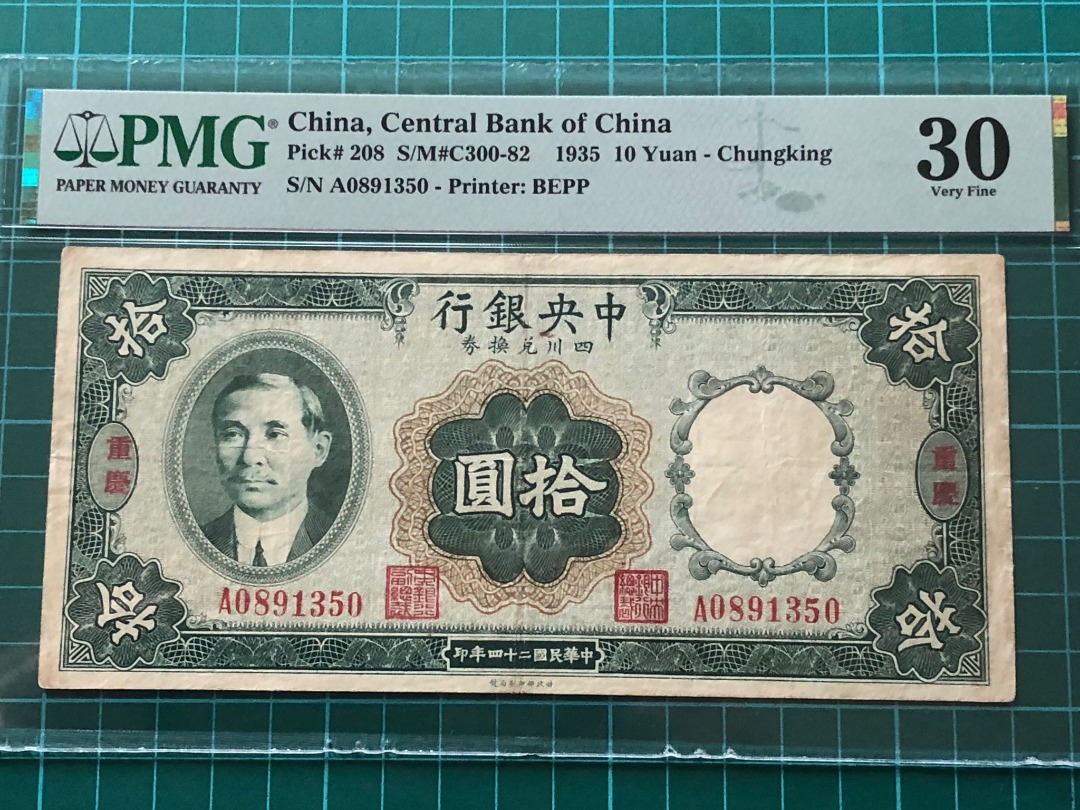 PMG® China, Central Bank of China
Pick# 208 S/M#C300-82 1935 10 Yuan - Chungking
PAPER MONEY GUARANTY
S/N A0891350 - Printer: BEPP
30
Very Fine
行銀央中
券換兌川四
拾
拾
重慶
重慶
圓拾
A0891350
A0891350
拾
拾
印年四十二國民華中